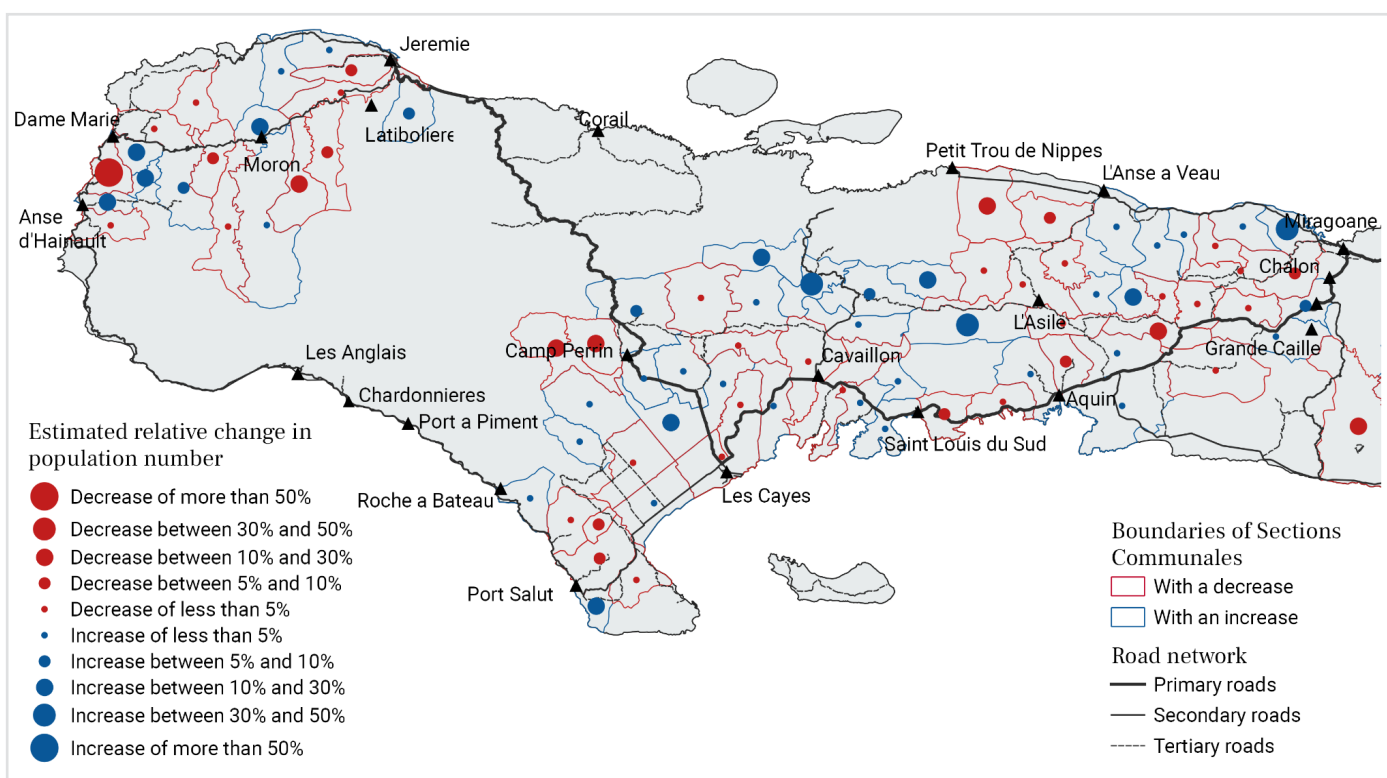 Jeremie
Dame Marie
Latiboliere
Corail
Moron
Petit Trou de Nippes
L'Anse a Veau
Anse
d'Hainault
Miragoane
Chalon
L'Asile
Les Anglais
Camp Perrin
Cavaillon
Grande Caille
Chardonnieres
Aquin
Port a Piment
Saint Louis du Sud
Roche a Bateau
Les Cayes
Port Salut
Estimated relative change in
population number
Decrease of more than 50%
Decrease between 30% and 50%
Decrease between 10% and 30%
Decrease between 5% and 10%
Decrease of less than 5%
Increase of less than 5%
Increase between 5% and 10%
Increase between 10% and 30%
Increase between 30% and 50%
Increase of more than 50%
Boundaries of Sections
Communales
With a decrease
With an increase
Road network
Primary roads
Secondary roads
Tertiary roads